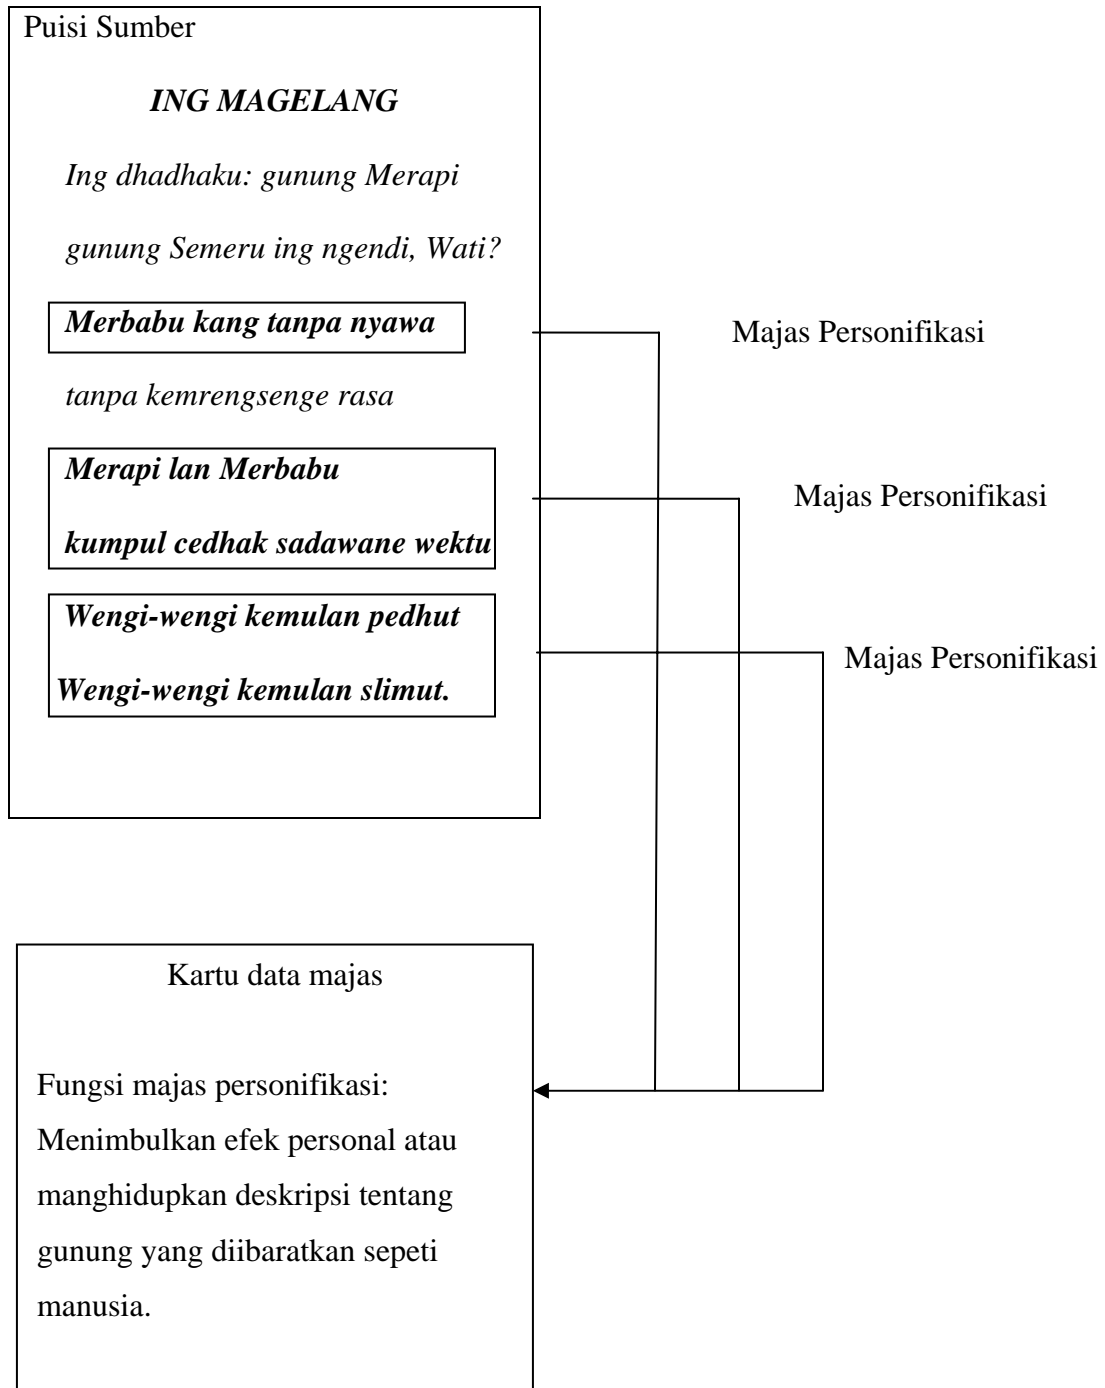 Puisi Sumber
ING MAGELANG
Ing dhadhaku: gunung Merapi
gunung Semeru ing ngendi, Wati?
Merbabu kang tanpa nyawa
Majas Personifikasi
tanpa kemrengsenge rasa
Merapi lan Merbabu
Majas Personifikasi
kumpul cedhak sadawane wektu
Wengi-wengi kemulan pedhut
Majas Personifikasi
Wengi-wengi kemulan slimut.
Kartu data majas
Fungsi majas personifikasi:
Menimbulkan efek personal atau
manghidupkan deskripsi tentang
gunung yang diibaratkan sepeti
manusia.